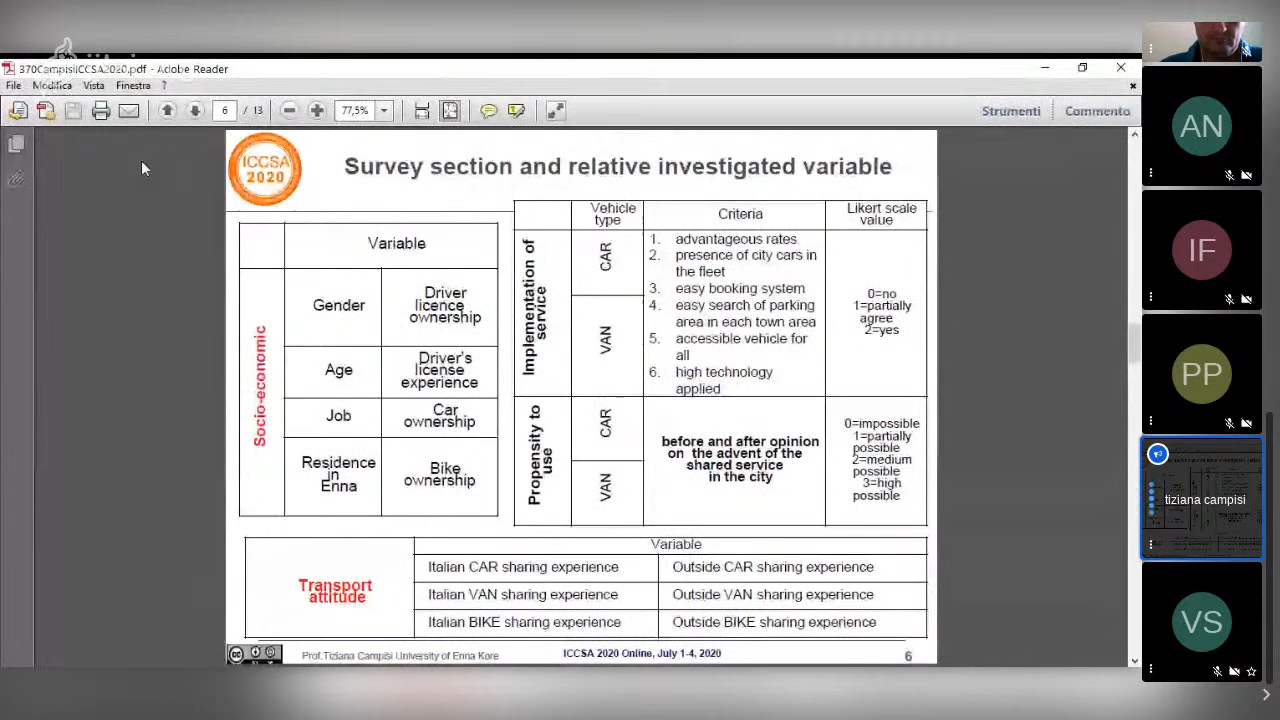 370CampisiICCSA2020.pdf - Adobe Reader
File Modifica Vista Finestra ?
6 / 13 77,5% Strumenti Commento
ICCSA
2020
Survey section and relative investigated variable
Variable
Socio-economic
Gender
Driver
licence
ownership
Age
Driver's
license
experience
Job
Car
ownership
Residence
in
Enna
Bike
ownership
Vehicle
type
Criteria
Likert scale
value
Implementation of
service
CAR
VAN
1. advantageous rates
2. presence of city cars in
the fleet
3. easy booking system
4. easy search of parking
area in each town area
5. accessible vehicle for
all
6. high technology
applied
0=no
1=partially
agree
2=yes
Propensity to
use
CAR
VAN
before and after opinion
on the advent of the
shared service
in the city
0=impossible
1=partially
possible
2=medium
possible
3=high
possible
Transport
attitude
Variable
Italian CAR sharing experience
Outside CAR sharing experience
Italian VAN sharing experience
Outside VAN sharing experience
Italian BIKE sharing experience
Outside BIKE sharing experience
cc
Prof.Tiziana Campisi University of Enna Kore
ICCSA 2020 Online, July 1-4, 2020
6
AN
IF
PP
tiziana campisi
VS